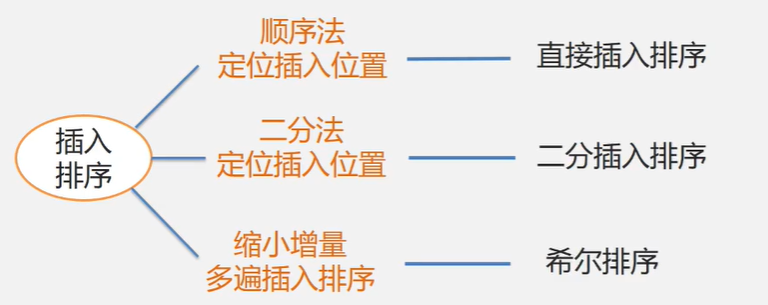 顺序法
定位插入位置
直接插入排序
插入
排序
二分法
定位插入位置
二分插入排序
缩小增量
多遍插入排序
希尔排序